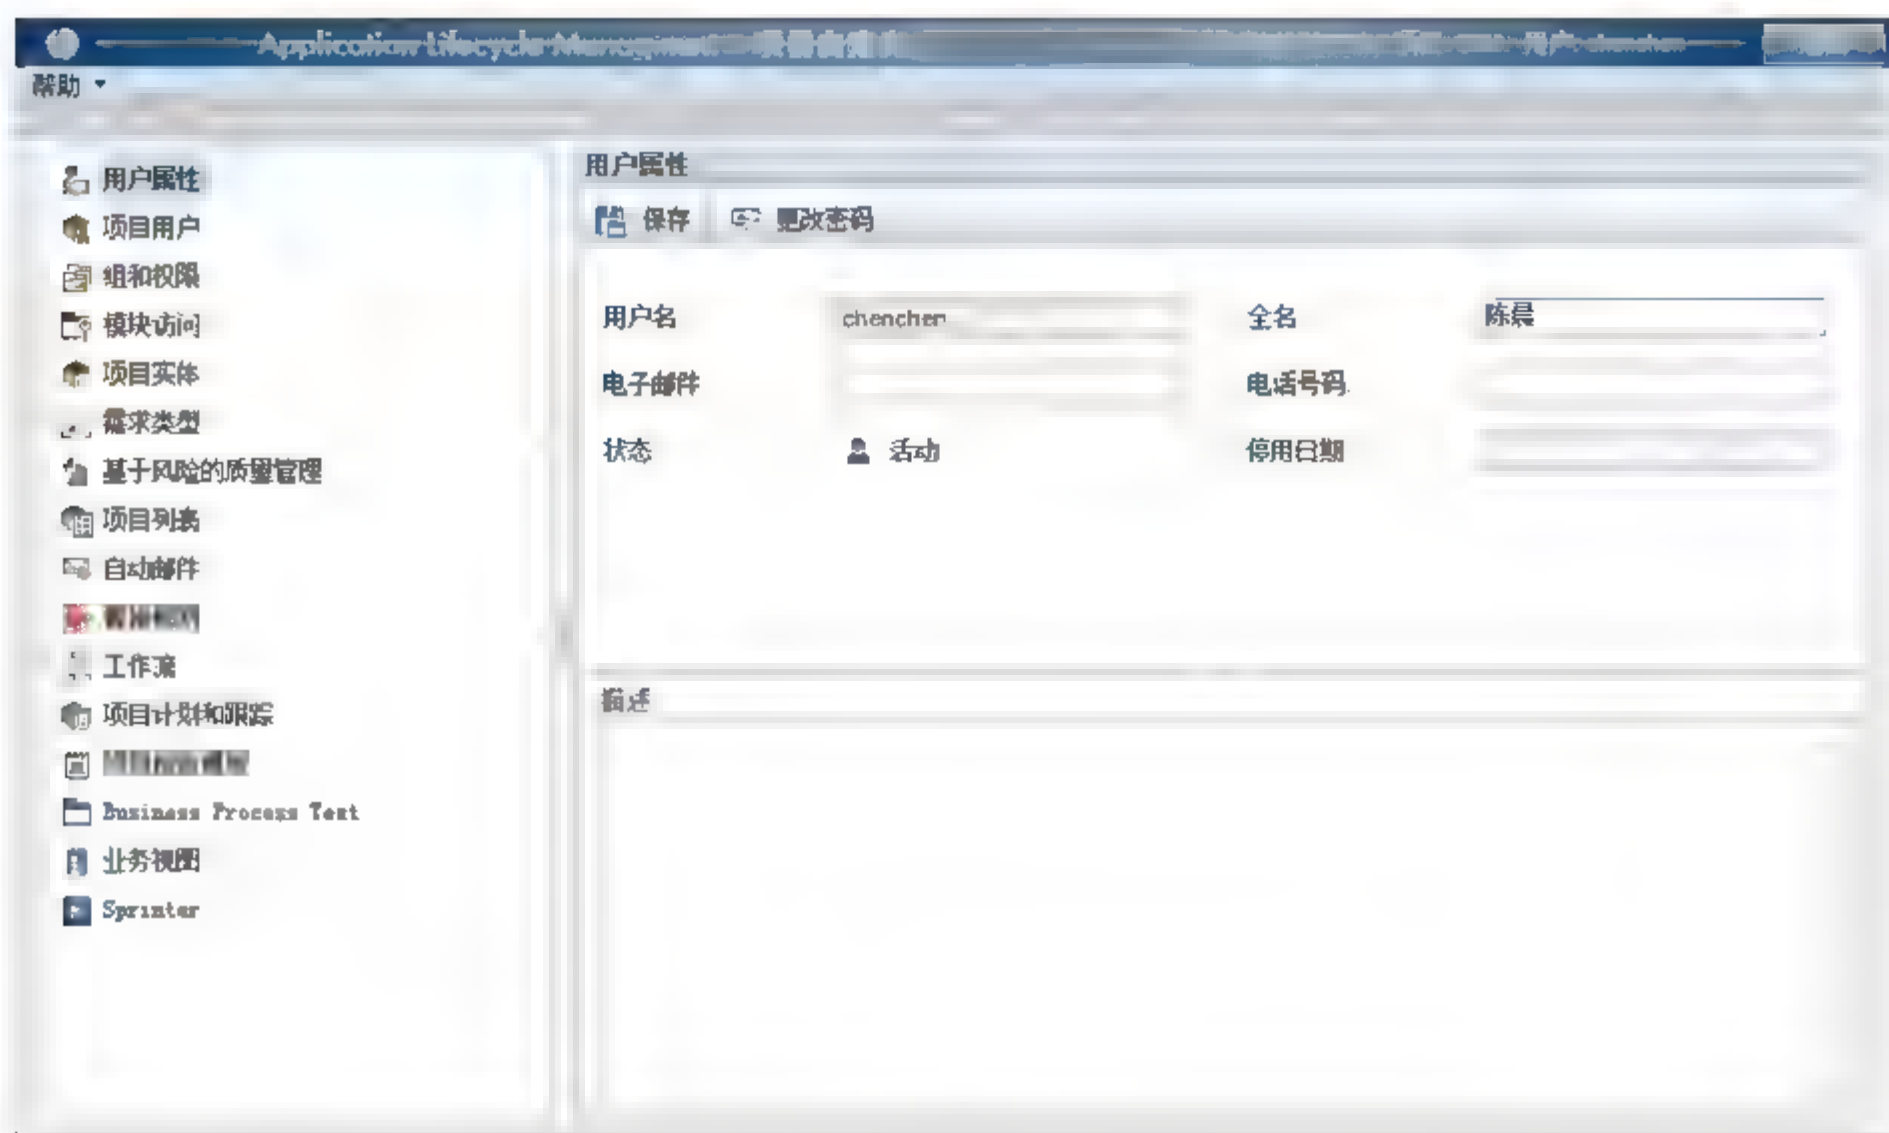 Application Lifecycle Management
帮助
用户属性
项目用户
组和权限
模块访问
项目实体
需求类型
基于风险的质量管理
项目列表
自动邮件
工作流
项目计划和跟踪
Business Process Test
业务视图
Sprinter
用户属性
保存 更改密码
用户名 chenchen 全名 陈晨
电子邮件 电话号码
状态 活动 停用日期
描述